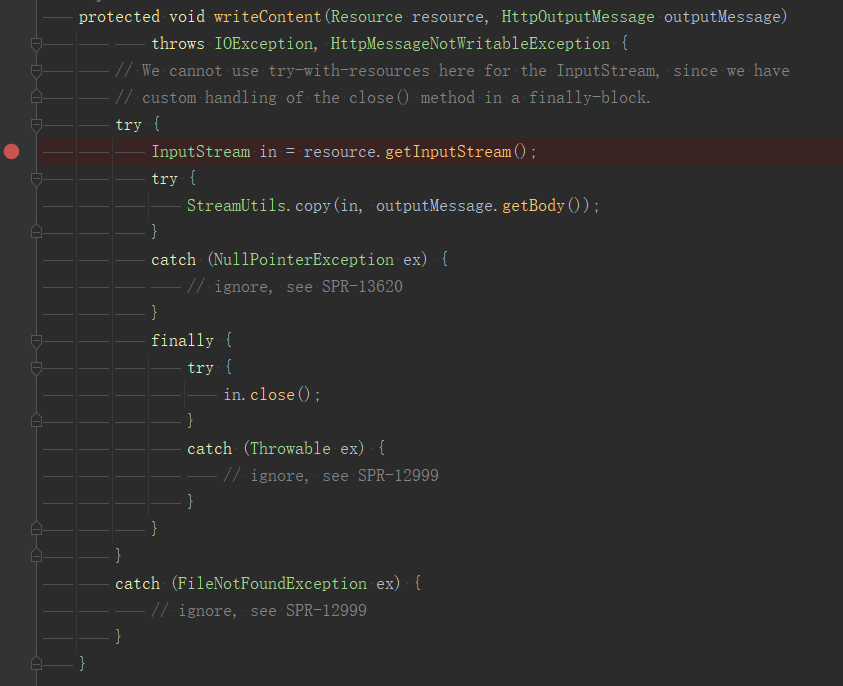 protected void writeContent(Resource resource, HttpOutputMessage outputMessage)
throws IOException, HttpMessageNotWritableException {
// We cannot use try-with-resources here for the InputStream, since we have
// custom handling of the close() method in a finally-block.
try {
InputStream in = resource.getInputStream();
try {
StreamUtils.copy(in, outputMessage.getBody());
}
catch (NullPointerException ex) {
// ignore, see SPR-13620
}
finally {
try {
in.close();
}
catch (Throwable ex) {
// ignore, see SPR-12999
}
}
}
catch (FileNotFoundException ex) {
// ignore, see SPR-12999
}
}